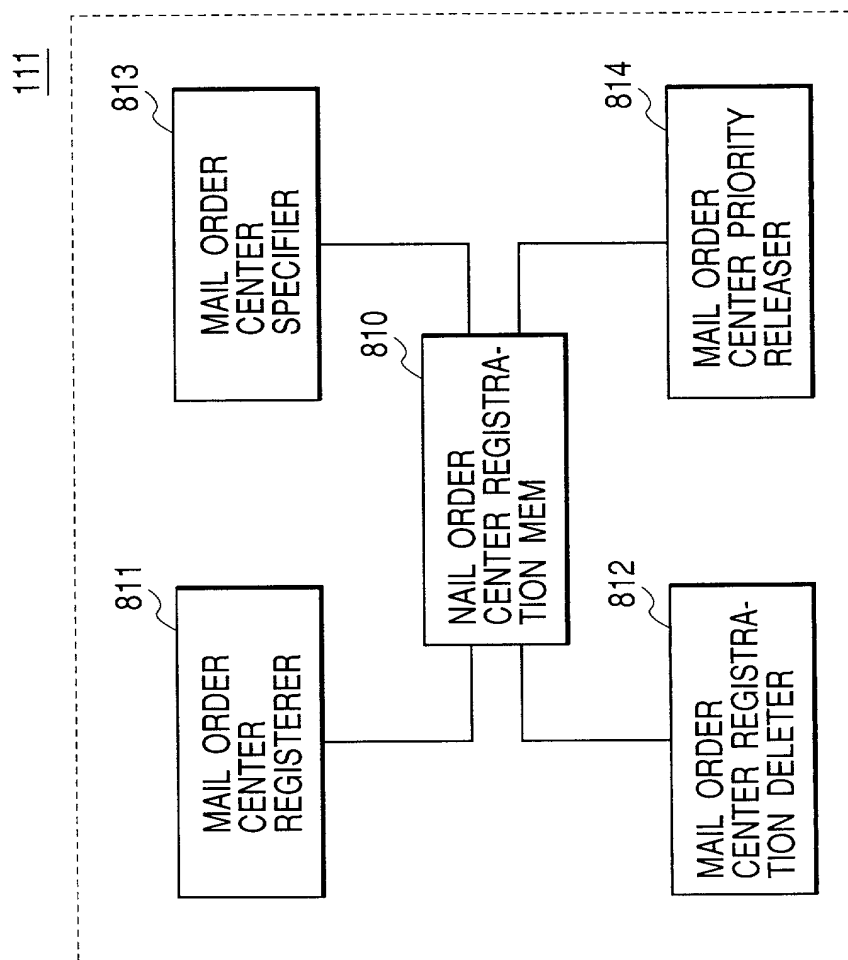 111
813
MAIL ORDER
CENTER
SPECIFIER
814
MAIL ORDER
CENTER PRIORITY
RELEASER
810
NAIL ORDER
CENTER REGISTRA-
TION MEM
811
MAIL ORDER
CENTER
REGISTERER
812
MAIL ORDER
CENTER REGISTRA-
TION DELETER